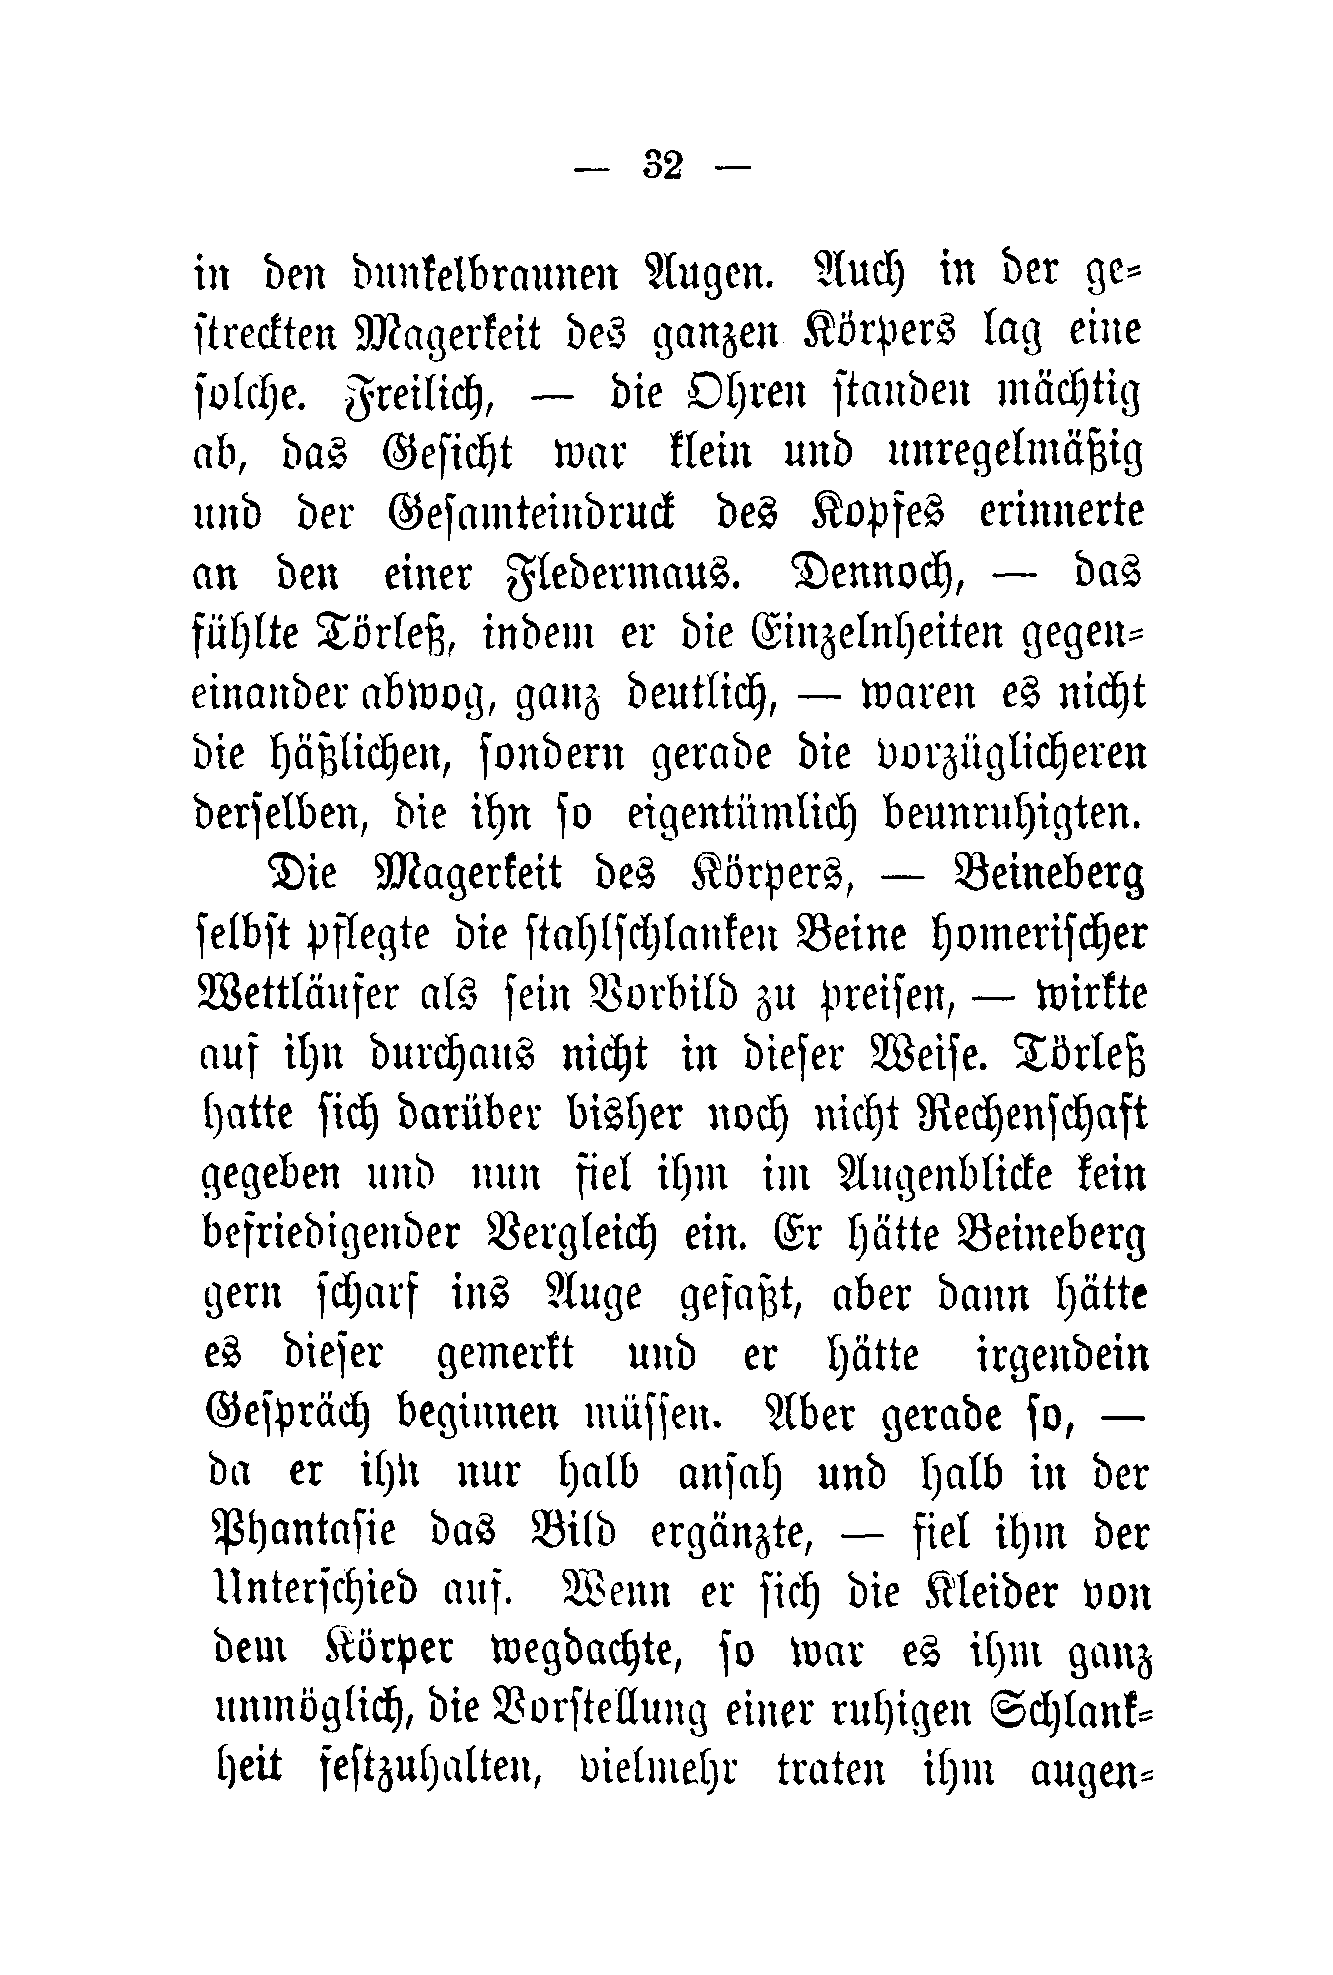 — 32 —
in den dunkelbraunen Augen. Auch in der ge-
streckten Magerkeit des ganzen Körpers lag eine
solche. Freilich, — die Ohren standen mächtig
ab, das Gesicht war klein und unregelmäßig
und der Gesamteindruck des Kopfes erinnerte
an den einer Fledermaus. Dennoch, — das
fühlte Törleß, indem er die Einzelnheiten gegen-
einander abwog, ganz deutlich, — waren es nicht
die häßlichen, sondern gerade die vorzüglicheren
derselben, die ihn so eigentümlich beunruhigten.
Die Magerkeit des Körpers, — Beineberg
selbst pflegte die stahlschlanken Beine homerischer
Wettläufer als sein Vorbild zu preisen, — wirkte
auf ihn durchaus nicht in dieser Weise. Törleß
hatte sich darüber bisher noch nicht Rechenschaft
gegeben und nun fiel ihm im Augenblicke kein
befriedigender Vergleich ein. Er hätte Beineberg
gern scharf ins Auge gefaßt, aber dann hätte
es dieser gemerkt und er hätte irgendein
Gespräch beginnen müssen. Aber gerade so, —
da er ihn nur halb ansah und halb in der
Phantasie das Bild ergänzte, — fiel ihm der
Unterschied auf. Wenn er sich die Kleider von
dem Körper wegdachte, so war es ihm ganz
unmöglich, die Vorstellung einer ruhigen Schlank-
heit festzuhalten, vielmehr traten ihm augen-